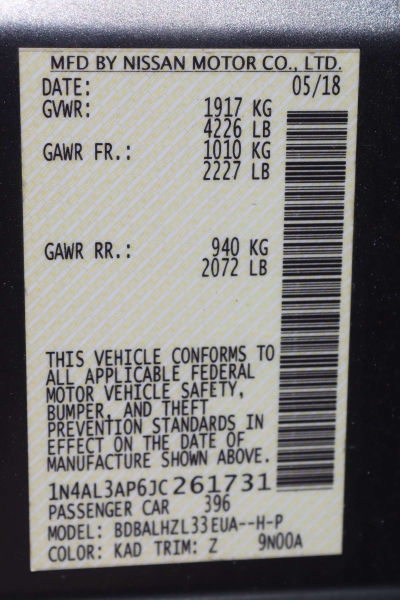 MFD BY NISSAN MOTOR CO., LTD.
DATE: 05/18
GVWR: 1917 KG
4226 LB
GAWR FR.: 1010 KG
2227 LB
GAWR RR.: 940 KG
2072 LB
THIS VEHICLE CONFORMS TO
ALL APPLICABLE FEDERAL
MOTOR VEHICLE SAFETY,
BUMPER, AND THEFT
PREVENTION STANDARDS IN
EFFECT ON THE DATE OF
MANUFACTURE SHOWN ABOVE.
1N4AL3AP6JC261731
PASSENGER CAR 396
MODEL: BDBALHZL33EUA--H-P
COLOR: KAD TRIM: Z 9N00A